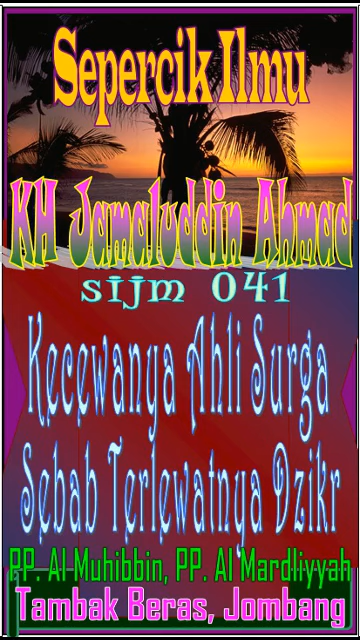 Sepercik Ilmu
KH Jamaluddin Ahmad
sijm 041
Kecewanya Ahli Surga
Sebab Terlewatnya Dzikr
PP. Al Muhibbin, PP. Al Mardliyyah
Tambak Beras, Jombang